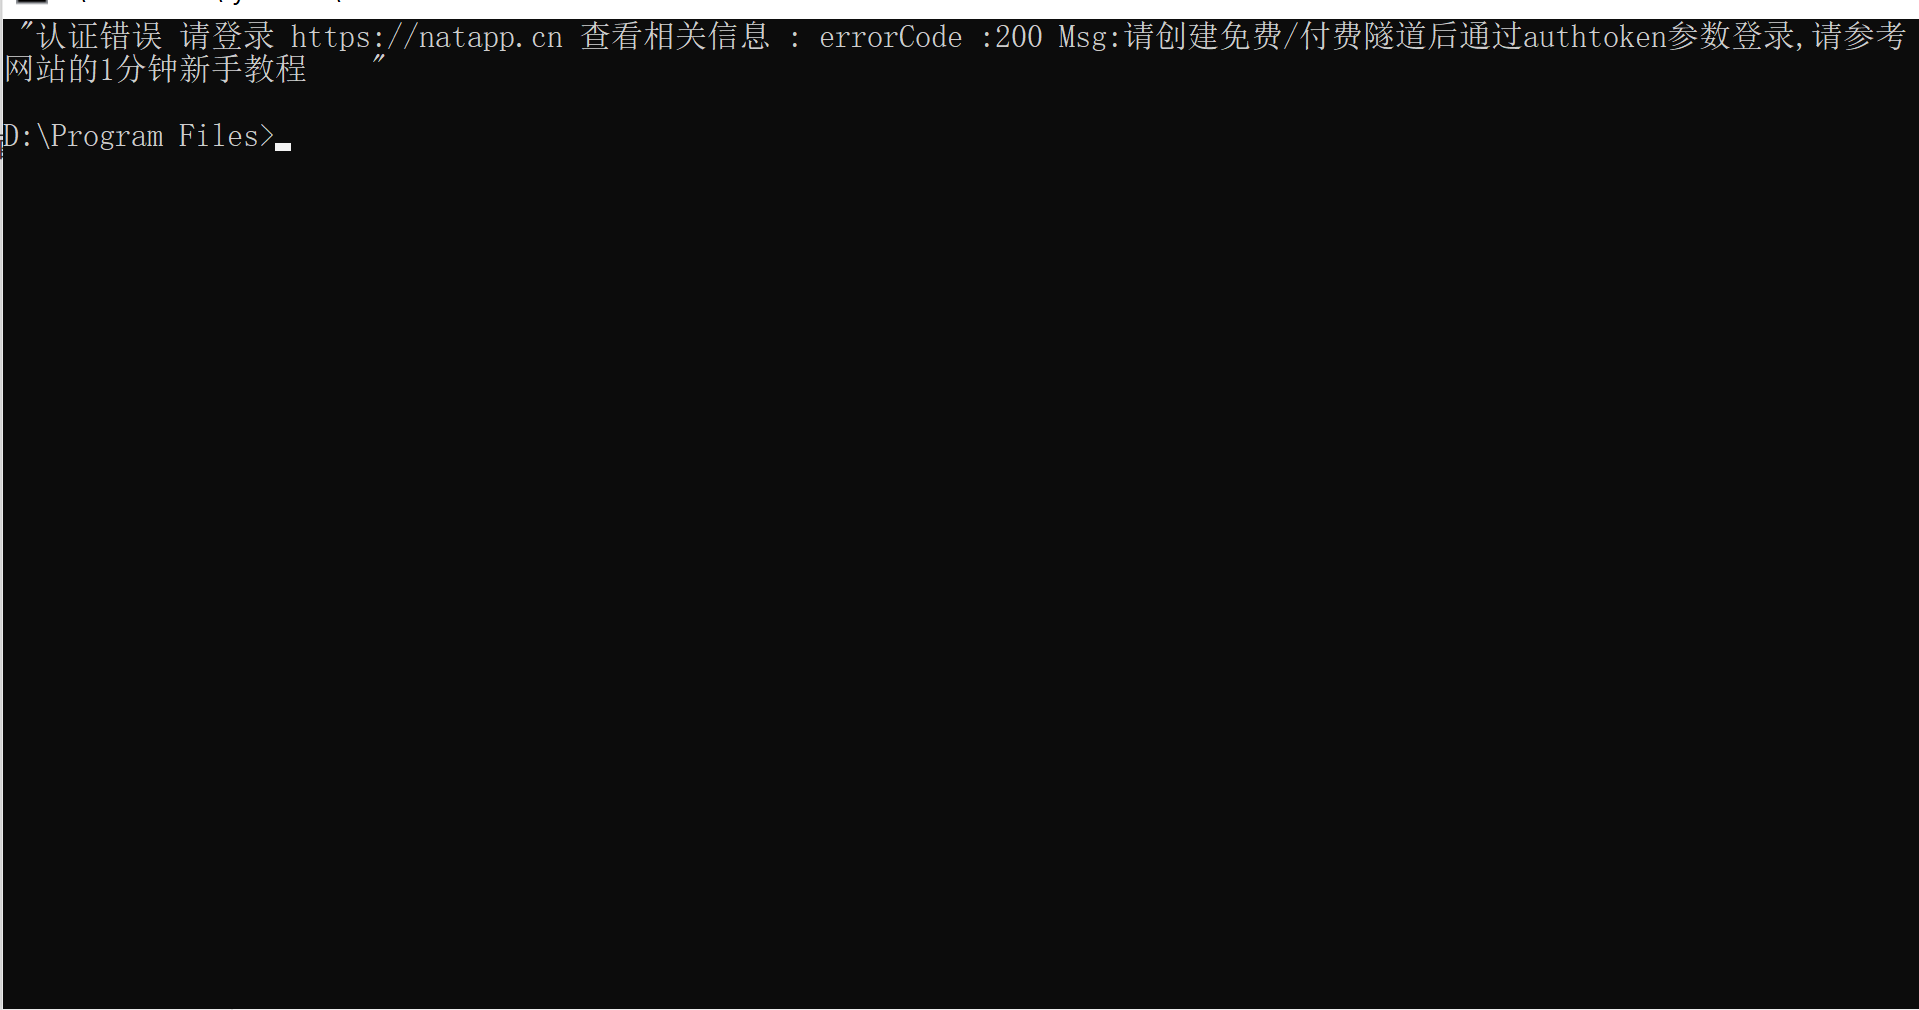 "认证错误 请登录 https://natapp.cn 查看相关信息 : errorCode :200 Msg:请创建免费/付费隧道后通过authtoken参数登录,请参考
网站的1分钟新手教程    "
D:\Program Files>